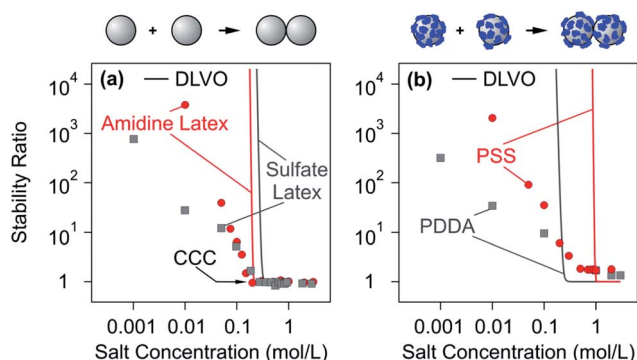 +
+
(a)
DLVO
Amidine Latex
Sulfate
Latex
CCC
Stability Ratio
10⁴
10³
10²
10¹
1
0.001
0.01
0.1
1
Salt Concentration (mol/L)
(b)
DLVO
PSS
PDDA
10⁴
10³
10²
10¹
1
0.001
0.01
0.1
1
Salt Concentration (mol/L)